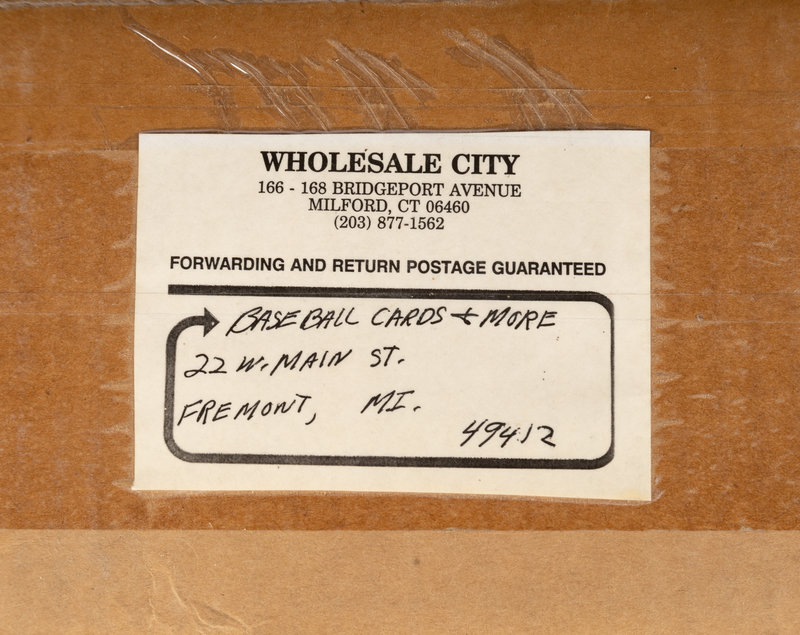 WHOLESALE CITY
166 - 168 BRIDGEPORT AVENUE
MILFORD, CT 06460
(203) 877-1562
FORWARDING AND RETURN POSTAGE GUARANTEED
BASEBALL CARDS & MORE
22 W. MAIN ST.
FREMONT, MI.
49412